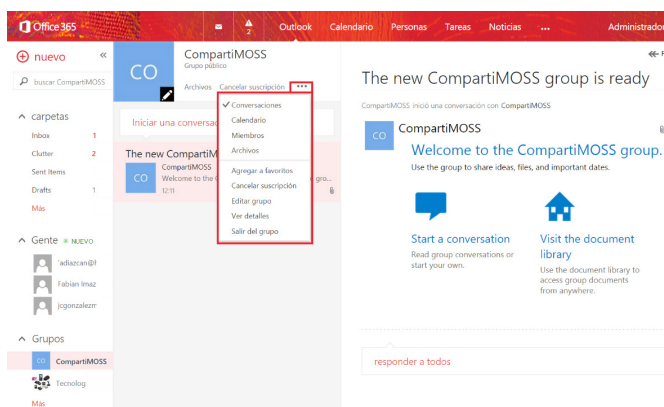 Office 365
2
Outlook Calendario Personas Tareas Noticias ... Administrador
nuevo «
buscar CompartiMOSS
carpetas
Inbox 1
Clutter 2
Sent Items
Drafts 1
Más
Gente NUEVO
'adiazcan@h
Fabian Imaz
jcgonzalezm
Grupos
CO CompartiMOSS
Tecnolog
Más
CO
CompartiMOSS
Grupo público
Archivos Cancelar suscripción ...
Iniciar una conversac
The new CompartiM
CO
CompartiMOSS
Welcome to the C gro...
12:11
Conversaciones
Calendario
Miembros
Archivos
Agregar a favoritos
Cancelar suscripción
Editar grupo
Ver detalles
Salir del grupo
The new CompartiMOSS group is ready
CompartiMOSS inició una conversación con CompartiMOSS
CO
CompartiMOSS
Welcome to the CompartiMOSS group.
Use the group to share ideas, files, and important dates.
Start a conversation
Read group conversations or
start your own.
Visit the document
library
Use the document library to
access group documents
from anywhere.
responder a todos